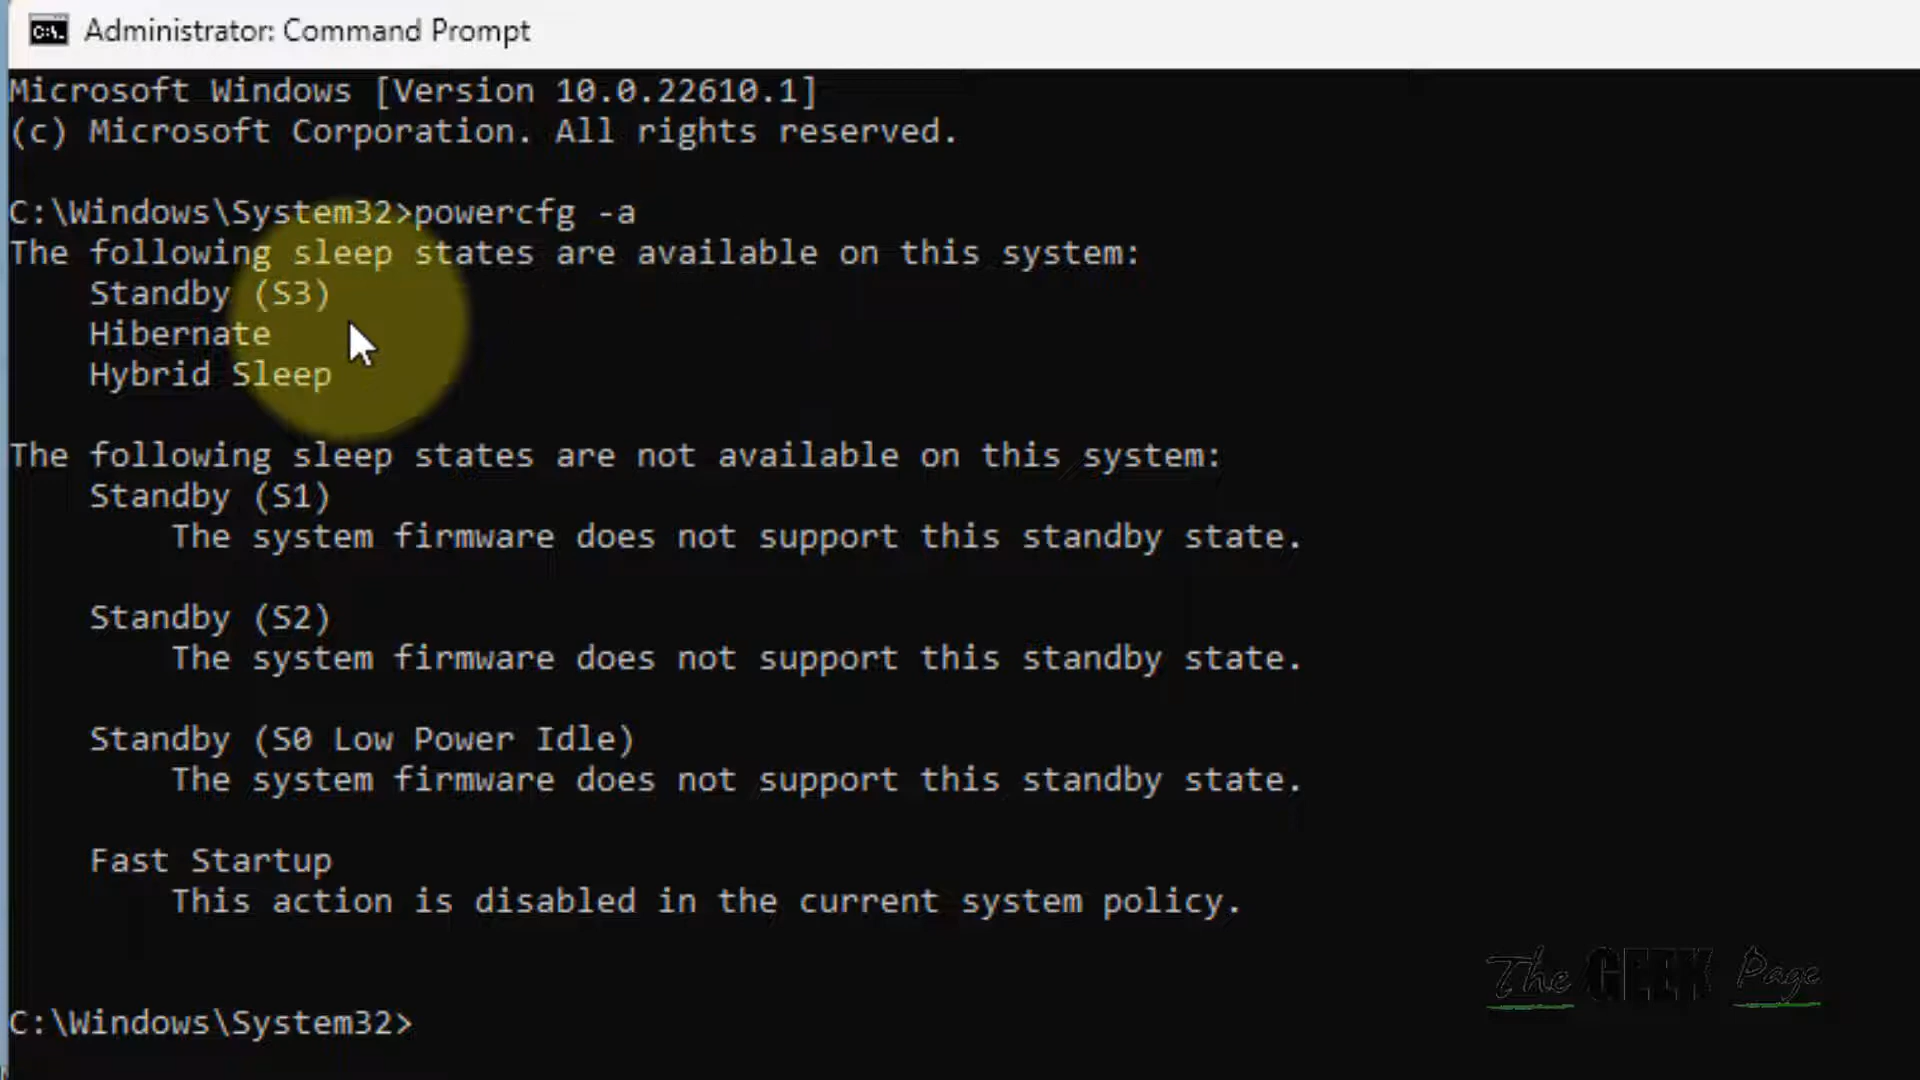 Administrator: Command Prompt
Microsoft Windows [Version 10.0.22610.1]
(c) Microsoft Corporation. All rights reserved.
C:\Windows\System32>powercfg -a
The following sleep states are available on this system:
Standby (S3)
Hibernate
Hybrid Sleep
The following sleep states are not available on this system:
Standby (S1)
The system firmware does not support this standby state.
Standby (S2)
The system firmware does not support this standby state.
Standby (S0 Low Power Idle)
The system firmware does not support this standby state.
Fast Startup
This action is disabled in the current system policy.
The GEEK Page
C:\Windows\System32>